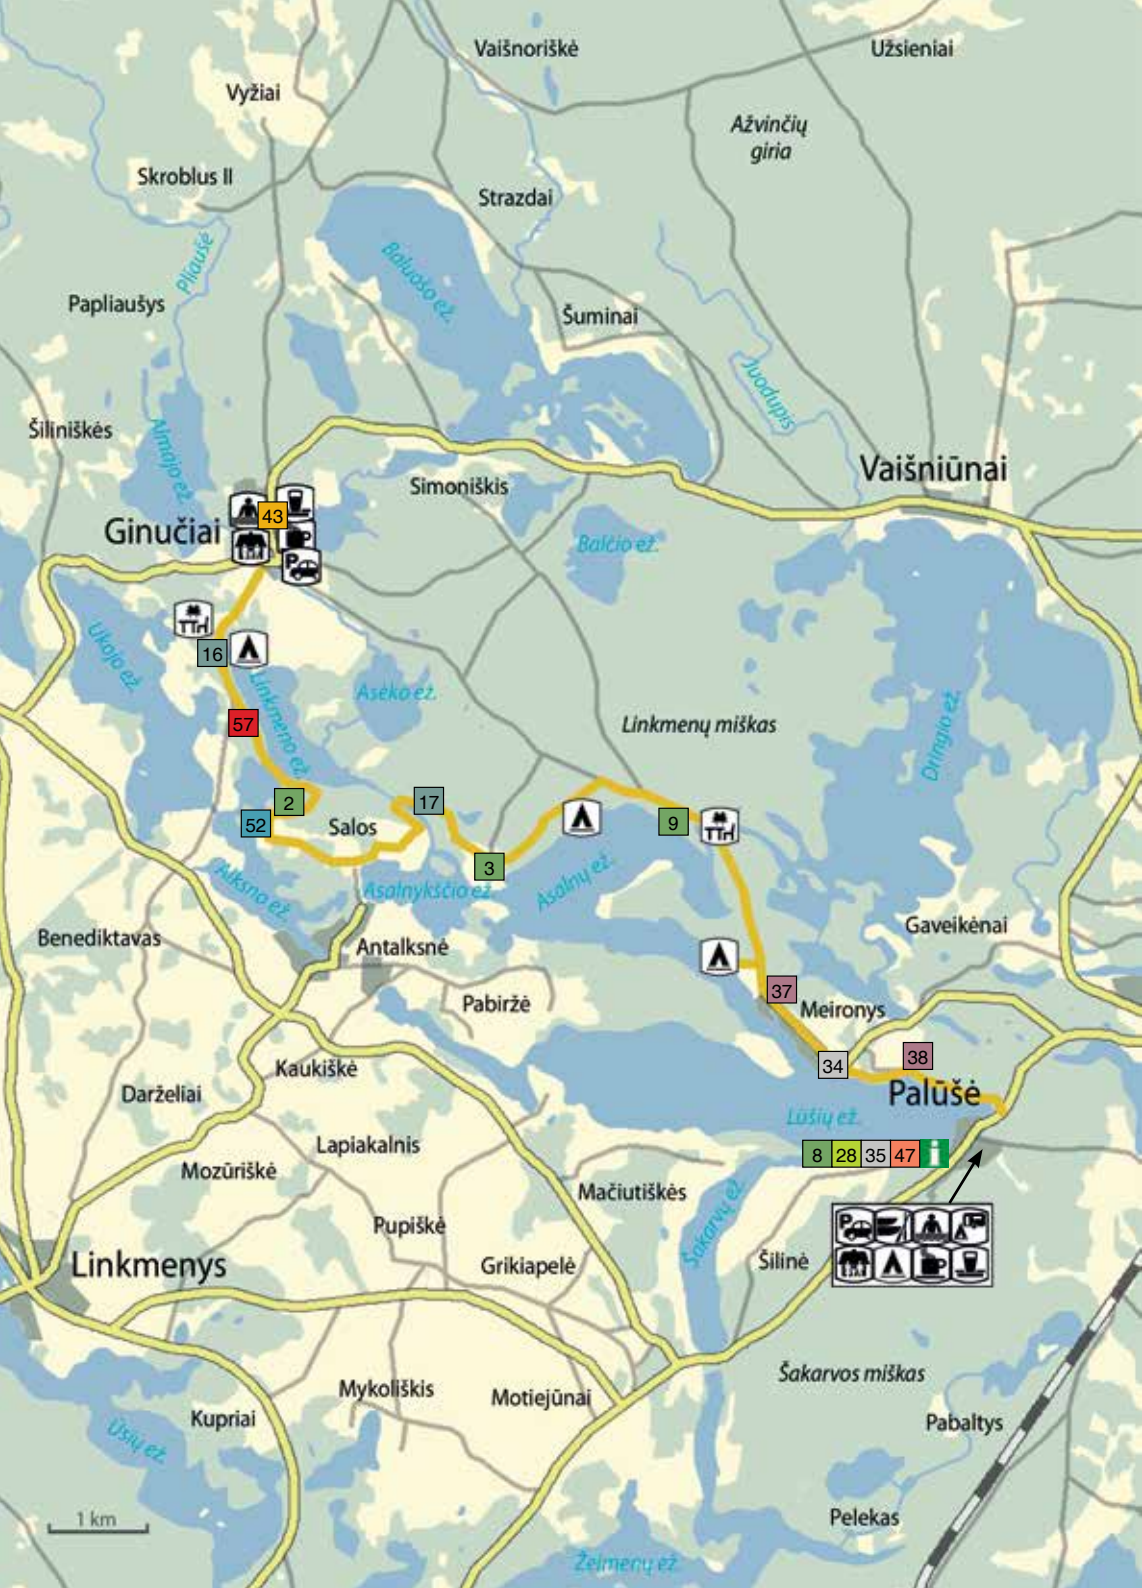 Vaišnoriškė
Užsieniai
Vyžiai
Ažvinčių
giria
Skroblus II
Strazdai
Pliaušė
Baluošo ež.
Papliaušys
Šuminai
Juodupis
Šiliniškės
Almajo ež.
Vaišniūnai
Simoniškis
43
Ginučiai
Balčio ež.
P
Ukojo ež.
16
Linkmeno ež.
Asėko ež.
57
Linkmenų miškas
Dringio ež.
2
17
52
Salos
9
3
Alksno ež.
Asalnykščio ež.
Asalnų ež.
Benediktavas
Antalksnė
Gaveikėnai
37
Pabiržė
Meironys
Kaukiškė
34
38
Darželiai
Palūšė
Lūšių ež.
Lapiakalnis
8 28 35 47 i
Mozūriškė
Mačiutiškės
Šakarvų ež.
Pupiškė
P
Linkmenys
Grikiapelė
Šilinė
Šakarvos miškas
Mykoliškis
Motiejūnai
Kupriai
Pabaltys
Ūsių ež.
1 km
Pelekas
Žeimenų ež.